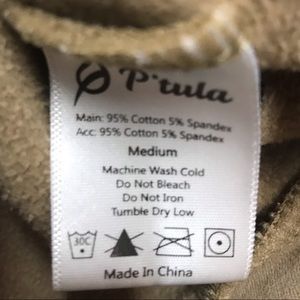 P'tula
Main: 95% Cotton 5% Spandex
Acc: 95% Cotton 5% Spandex
Medium
Machine Wash Cold
Do Not Bleach
Do Not Iron
Tumble Dry Low
30C
Made In China